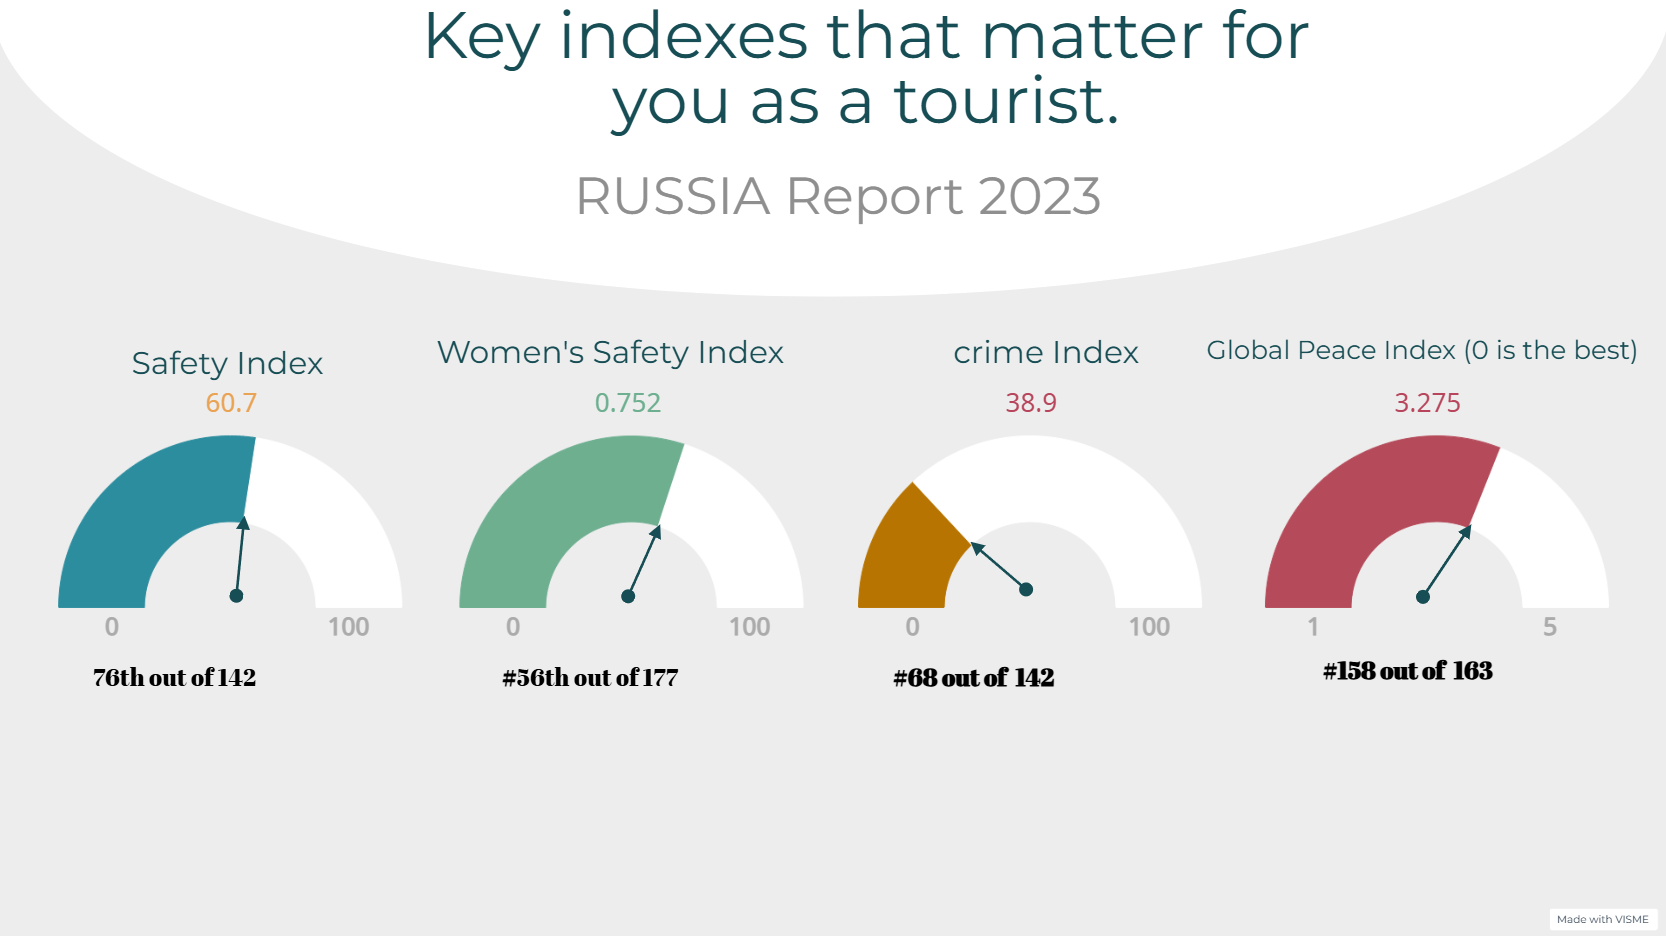 Key indexes that matter for
you as a tourist.
RUSSIA Report 2023
Safety Index
60.7
0
100
76th out of 142
Women's Safety Index
0.752
0
100
#56th out of 177
crime Index
38.9
0
100
#68 out of 142
Global Peace Index (0 is the best)
3.275
1
5
#158 out of 163
Made with VISME